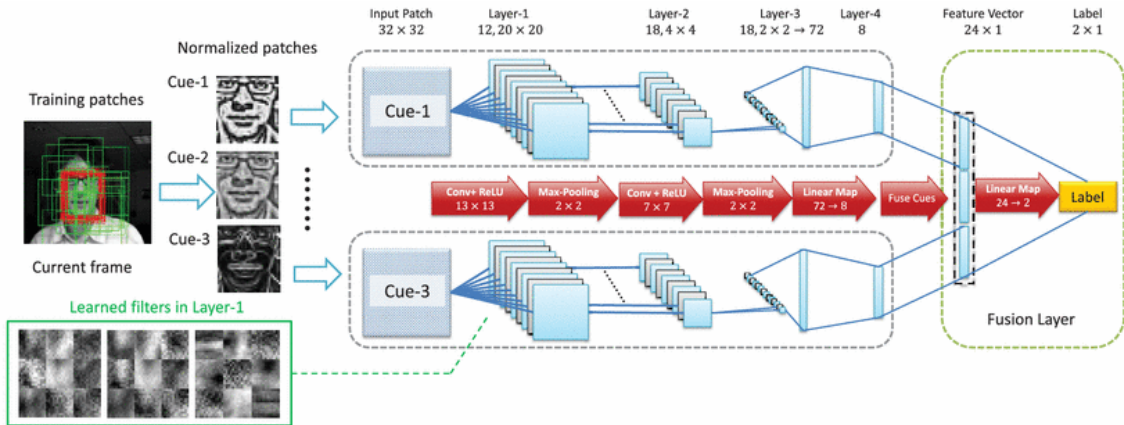 Input Patch
32 × 32
Layer-1
12, 20 × 20
Layer-2
18, 4 × 4
Layer-3
18, 2 × 2 → 72
Layer-4
8
Feature Vector
24 × 1
Label
2 × 1
Normalized patches
Cue-1
Training patches
Cue-2
Cue-3
Current frame
Cue-1
Conv+ ReLU
13 × 13
Max-Pooling
2 × 2
Conv + ReLU
7 × 7
Max-Pooling
2 × 2
Linear Map
72 → 8
Fuse Cues
Linear Map
24 → 2
Label
Cue-3
Fusion Layer
Learned filters in Layer-1